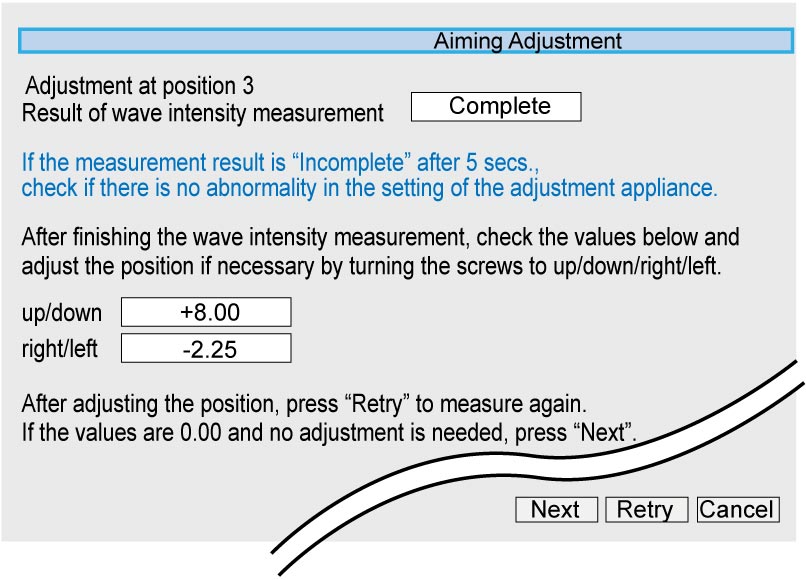 Aiming Adjustment
Adjustment at position 3
Result of wave intensity measurement Complete
If the measurement result is “Incomplete” after 5 secs.,
check if there is no abnormality in the setting of the adjustment appliance.
After finishing the wave intensity measurement, check the values below and
adjust the position if necessary by turning the screws to up/down/right/left.
up/down +8.00
right/left -2.25
After adjusting the position, press “Retry” to measure again.
If the values are 0.00 and no adjustment is needed, press “Next”.
Next Retry Cancel